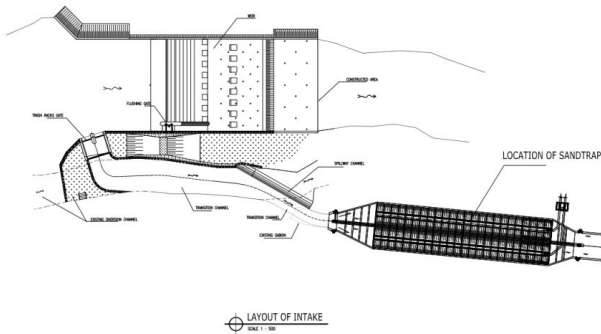 WEIR
CONSTRUCTED AREA
FLUSHING GATE
TRASH RACKS GATE
LOCATION OF SANDTRAP
SPILLWAY CHANNEL
TRANSITION CHANNEL
TRANSITION CHANNEL
EXISTING DIVERSION CHANNEL
EXISTING GABION
LAYOUT OF INTAKE
SCALE 1 : 500